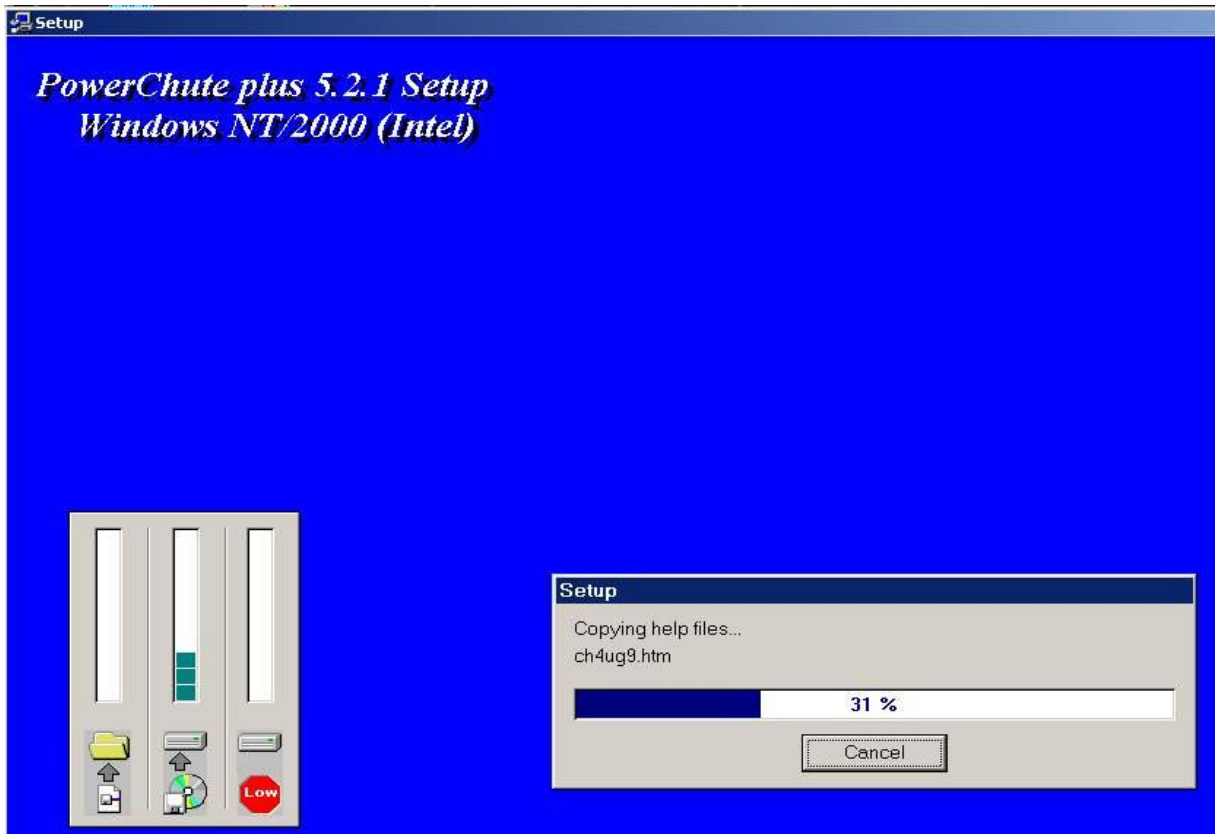 Setup
PowerChute plus 5.2.1 Setup
Windows NT/2000 (Intel)
Setup
Copying help files...
ch4ug9.htm
31 %
Cancel
Low